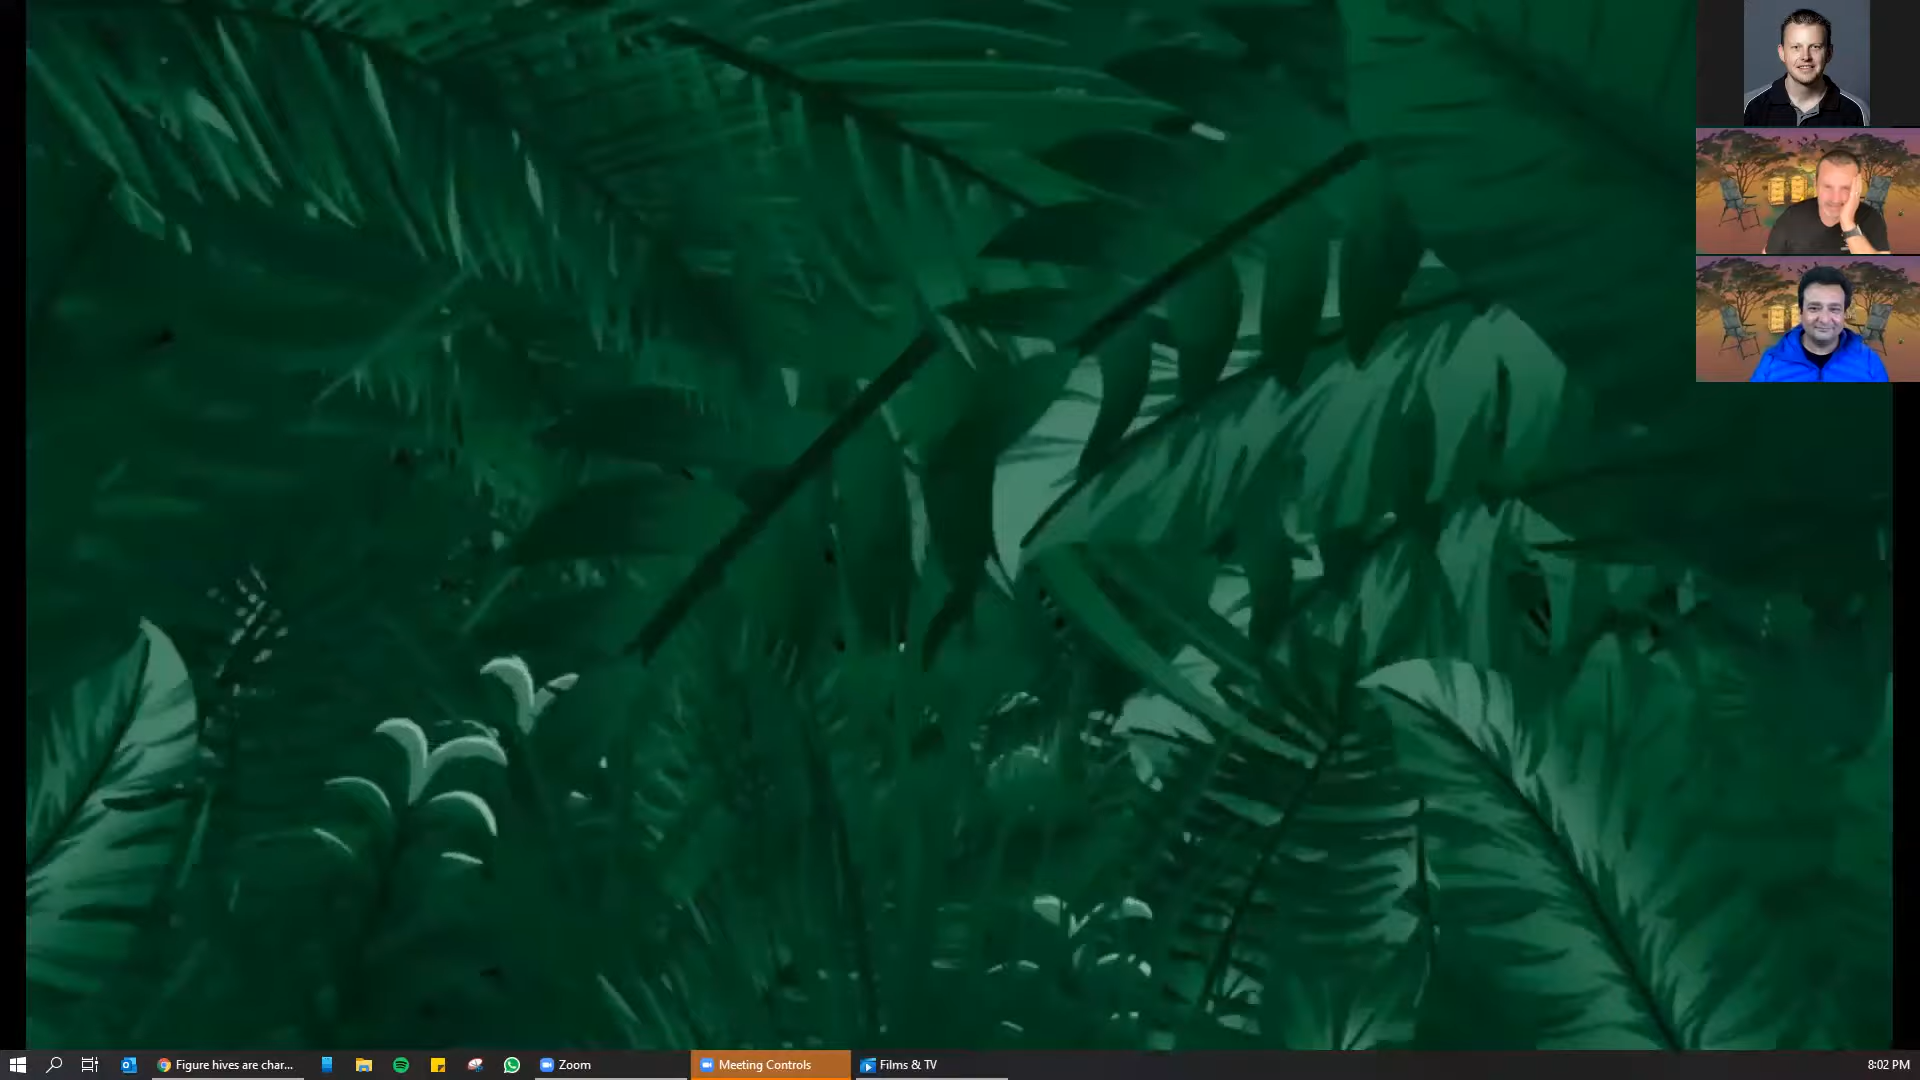 Figure hives are char...
Zoom
Meeting Controls
Films & TV
8:02 PM